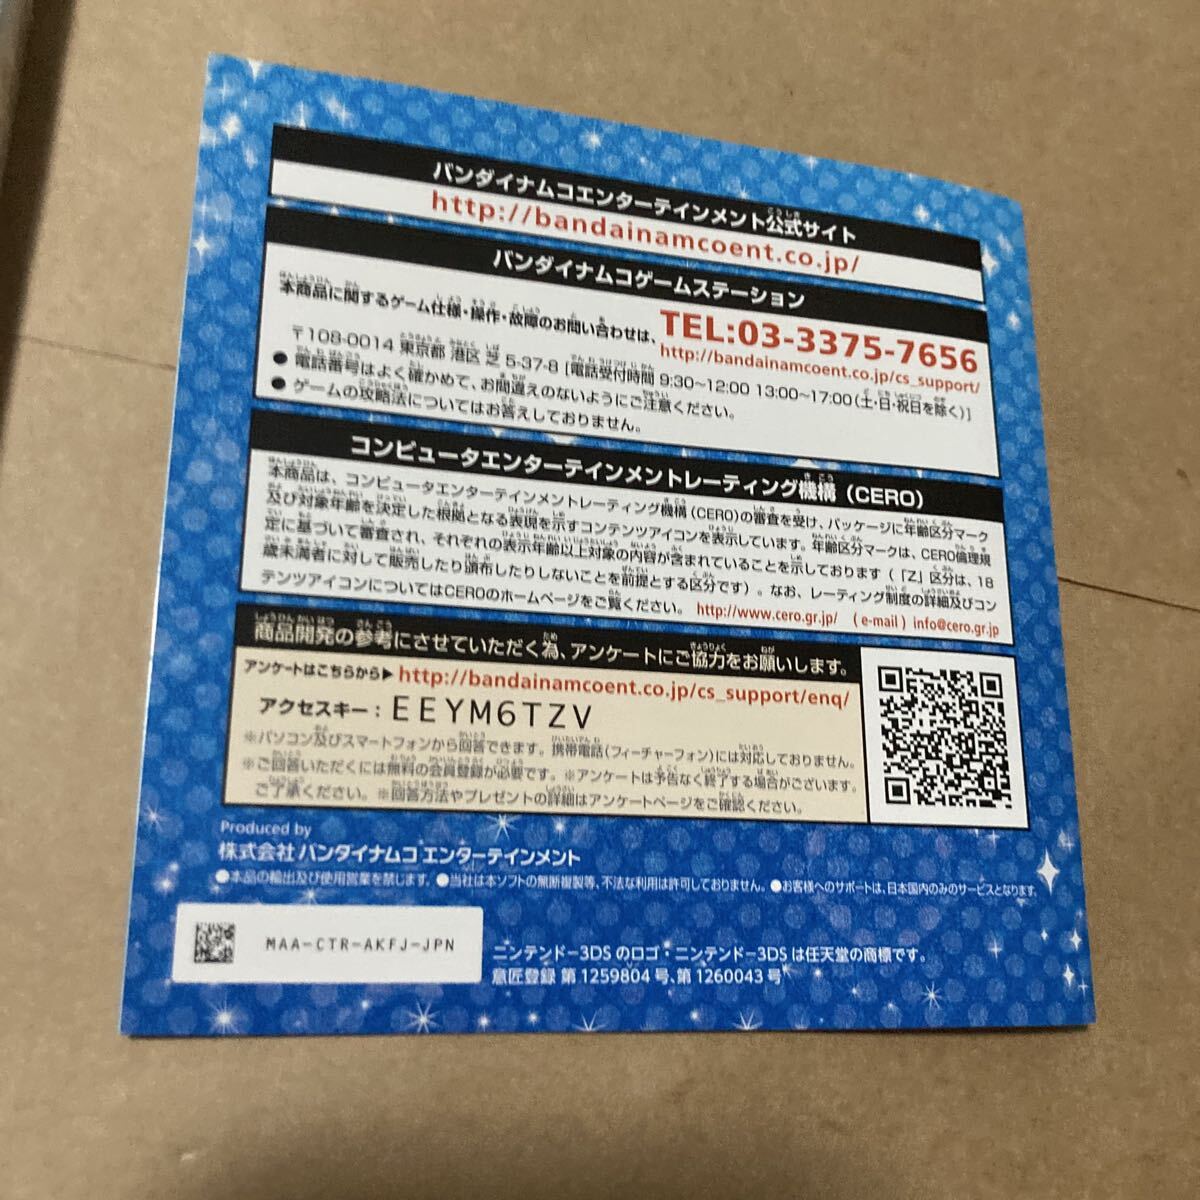 バンダイナムコエンターテインメント公式サイト
http://bandainamcoent.co.jp/
バンダイナムコゲームステーション
本商品に関するゲーム仕様・操作・故障のお問い合わせは、
TEL:03-3375-7656
http://bandainamcoent.co.jp/cs_support/
〒108-0014 東京都 港区 芝 5-37-8 [電話受付時間 9:30~12:00 13:00~17:00(土・日・祝日を除く)]
● 電話番号はよく確かめて、お間違えのないようにご注意ください。
● ゲームの攻略法についてはお答えしておりません。
コンピュータエンターテインメントレーティング機構(CERO)
本商品は、コンピュータエンターテインメントレーティング機構(CERO)の審査を受け、パッケージに年齢区分マーク
及び対象年齢を決定した根拠となる表現を示すコンテンツアイコンを表示しています。年齢区分マークは、CERO倫理規
定に基づいて審査され、それぞれの表示年齢以上対象の内容が含まれていることを示しております(「Z」区分は、18
歳未満者に対して販売したり頒布したりしないことを前提とする区分です)。なお、レーティング制度の詳細及びコン
テンツアイコンについてはCEROのホームページをご覧ください。 http://www.cero.gr.jp/ (e-mail) info@cero.gr.jp
商品開発の参考にさせていただく為、アンケートにご協力をお願いします。
アンケートはこちらから▶ http://bandainamcoent.co.jp/cs_support/enq/
アクセスキー: EEYM6TZV
※パソコン及びスマートフォンから回答できます。携帯電話(フィーチャーフォン)には対応しておりません。
※ご回答いただくには無料の会員登録が必要です。※アンケートは予告なく終了する場合がございます。
ご了承ください。※回答方法やプレゼントの詳細はアンケートページをご確認ください。
Produced by
株式会社 バンダイナムコ エンターテインメント
●本品の輸出及び使用営業を禁じます。●当社は本ソフトの無断複製等、不法な利用は許可しておりません。●お客様へのサポートは、日本国内のみのサービスとなります。
MAA-CTR-AKFJ-JPN
ニンテンドー3DS のロゴ・ニンテンドー3DS は任天堂の商標です。
意匠登録 第 1259804 号、第 1260043 号